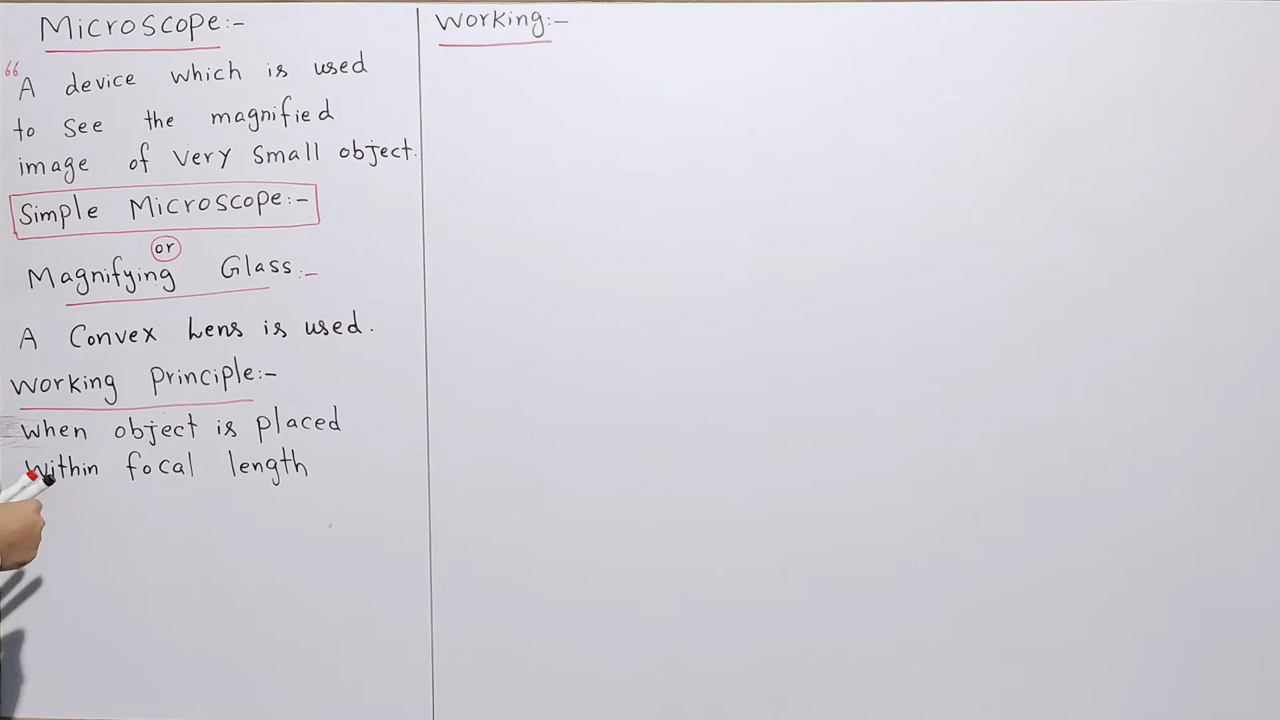 Microscope:-
“A device which is used
to see the magnified
image of very small object.
Simple Microscope:-
or
Magnifying Glass:-
A Convex Lens is used.
Working Principle:-
When object is placed
within focal length
Working:-